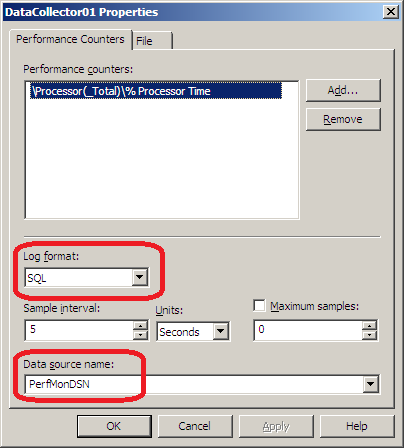 DataCollector01 Properties
Performance Counters
File
Performance counters:
\Processor(_Total)\% Processor Time
Add...
Remove
Log format:
SQL
Sample interval:
Units:
Maximum samples:
5
Seconds
0
Data source name:
PerfMonDSN
OK
Cancel
Apply
Help